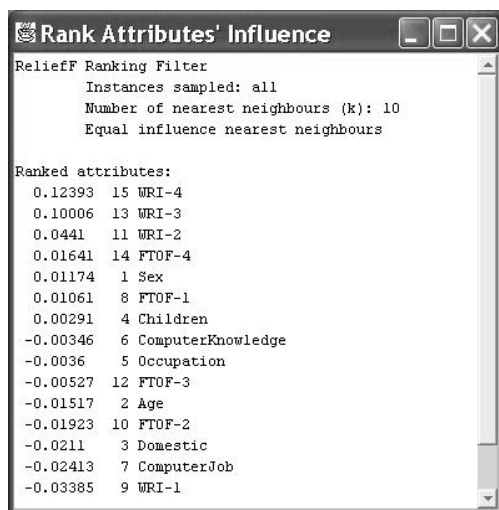 Rank Attributes' Influence
ReliefF Ranking Filter
Instances sampled: all
Number of nearest neighbours (k): 10
Equal influence nearest neighbours
Ranked attributes:
0.12393 15 WRI-4
0.10006 13 WRI-3
0.0441 11 WRI-2
0.01641 14 FTOF-4
0.01174 1 Sex
0.01061 8 FTOF-1
0.00291 4 Children
-0.00346 6 ComputerKnowledge
-0.0036 5 Occupation
-0.00527 12 FTOF-3
-0.01517 2 Age
-0.01923 10 FTOF-2
-0.0211 3 Domestic
-0.02413 7 ComputerJob
-0.03385 9 WRI-1